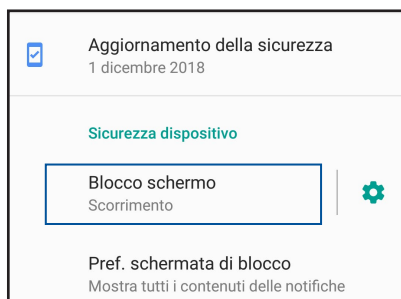 Aggiornamento della sicurezza
1 dicembre 2018
Sicurezza dispositivo
Blocco schermo
Scorrimento
Pref. schermata di blocco
Mostra tutti i contenuti delle notifiche